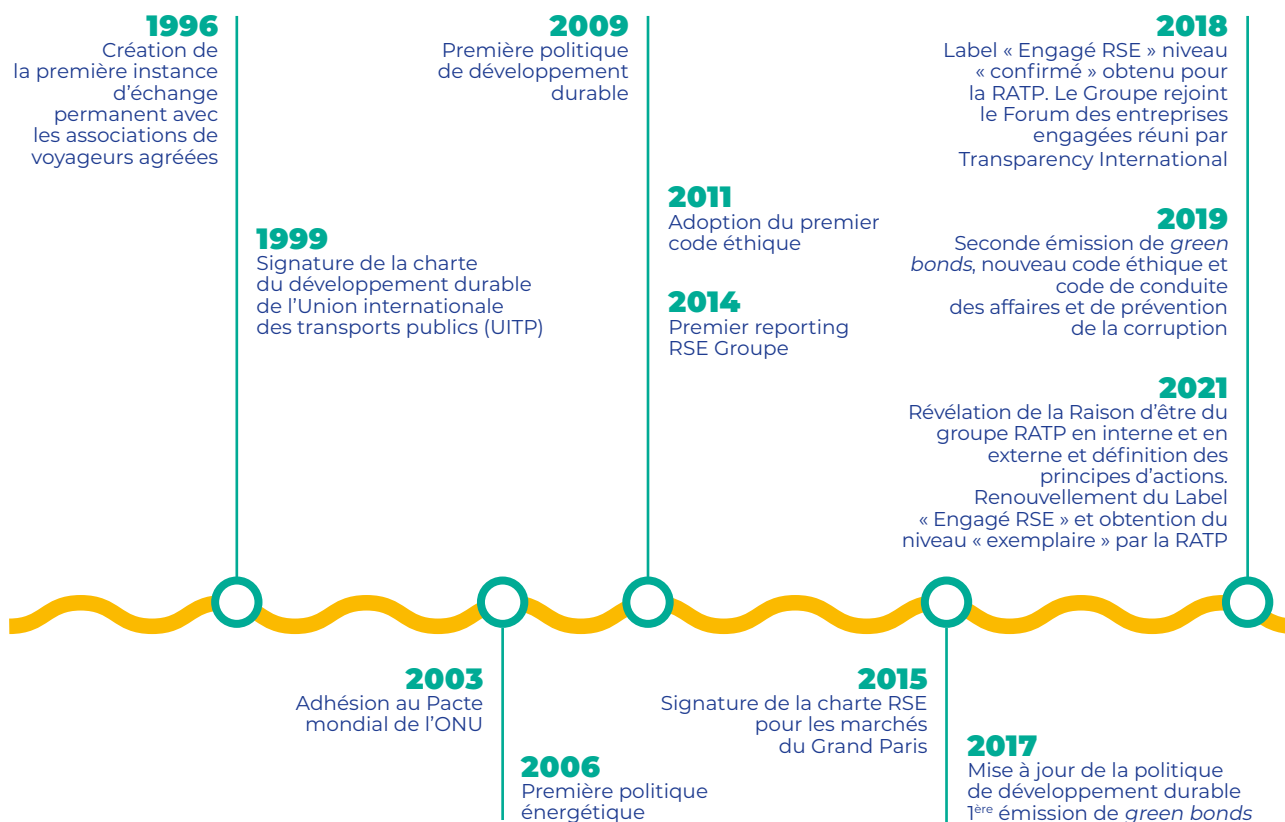 1996
Création de
la première instance
d’échange
permanent avec
les associations de
voyageurs agréées
1999
Signature de la charte
du développement durable
de l’Union internationale
des transports publics (UITP)
2003
Adhésion au Pacte
mondial de l’ONU
2006
Première politique
énergétique
2009
Première politique
de développement
durable
2011
Adoption du premier
code éthique
2014
Premier reporting
RSE Groupe
2015
Signature de la charte RSE
pour les marchés
du Grand Paris
2017
Mise à jour de la politique
de développement durable
1ère émission de green bonds
2018
Label « Engagé RSE » niveau
« confirmé » obtenu pour
la RATP. Le Groupe rejoint
le Forum des entreprises
engagées réuni par
Transparency International
2019
Seconde émission de green
bonds, nouveau code éthique et
code de conduite
des affaires et de prévention
de la corruption
2021
Révélation de la Raison d’être du
groupe RATP en interne et en
externe et définition des
principes d’actions.
Renouvellement du Label
« Engagé RSE » et obtention du
niveau « exemplaire » par la RATP